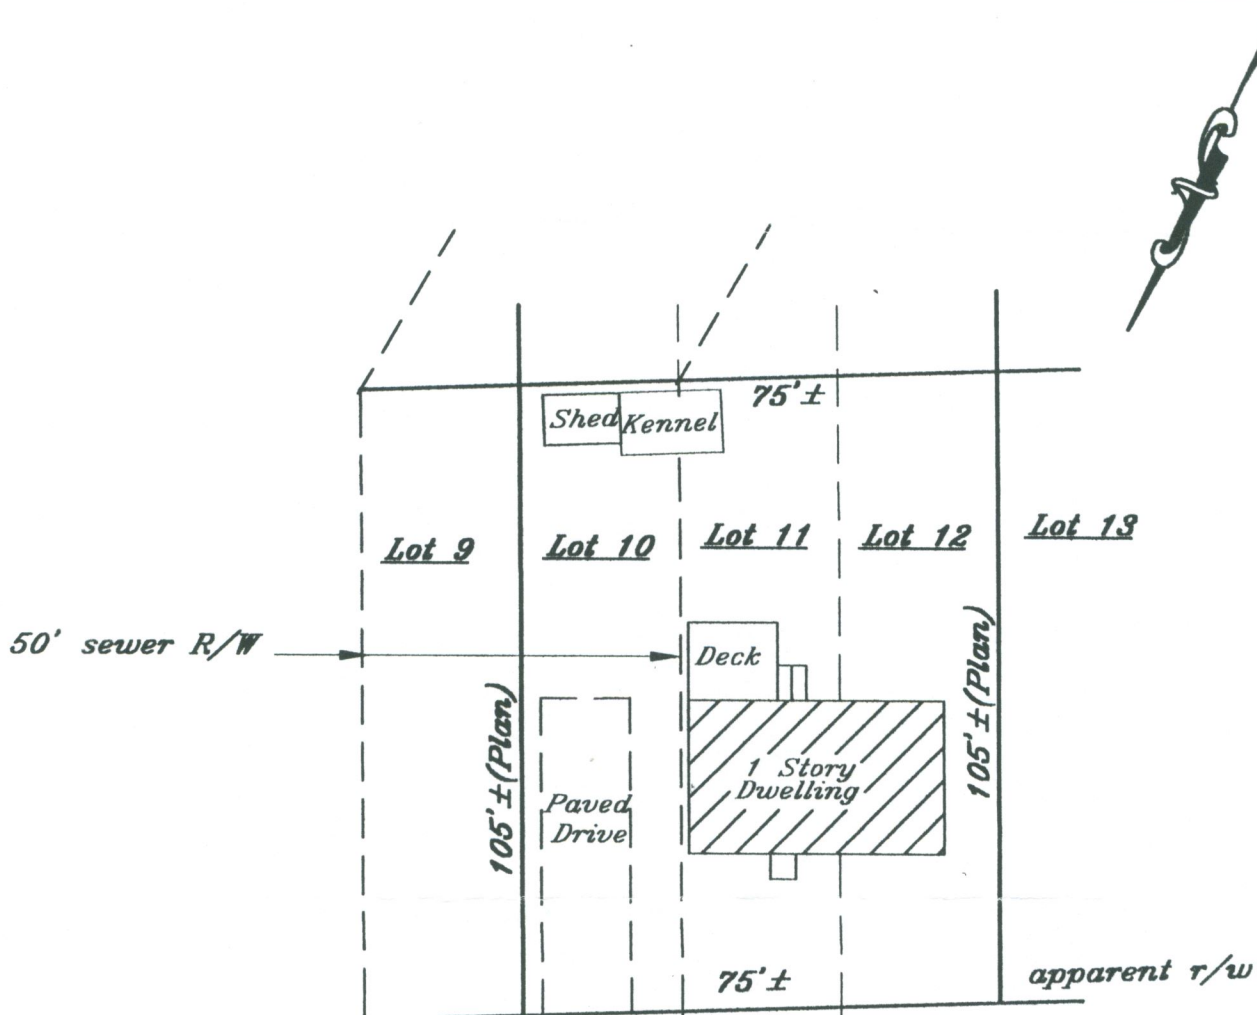 75'±
Shed
Kennel
Lot 9
Lot 10
Lot 11
Lot 12
Lot 13
50' sewer R/W
Deck
105'±(Plan)
105'±(Plan)
1 Story
Dwelling
Paved
Drive
75'±
apparent r/w